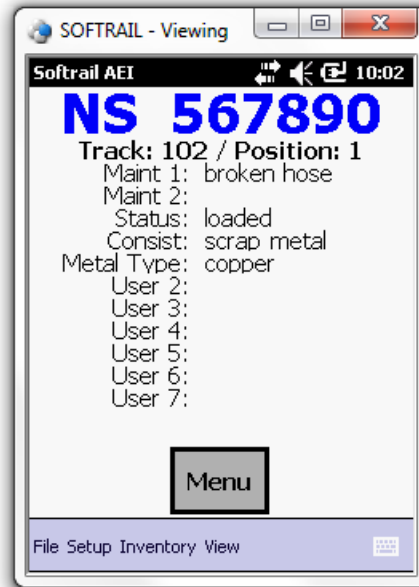 SOFTRAIL - Viewing
Softrail AEI 10:02
NS 567890
Track: 102 / Position: 1
Maint 1: broken hose
Maint 2:
Status: loaded
Consist: scrap metal
Metal Type: copper
User 2:
User 3:
User 4:
User 5:
User 6:
User 7:
Menu
File Setup Inventory View